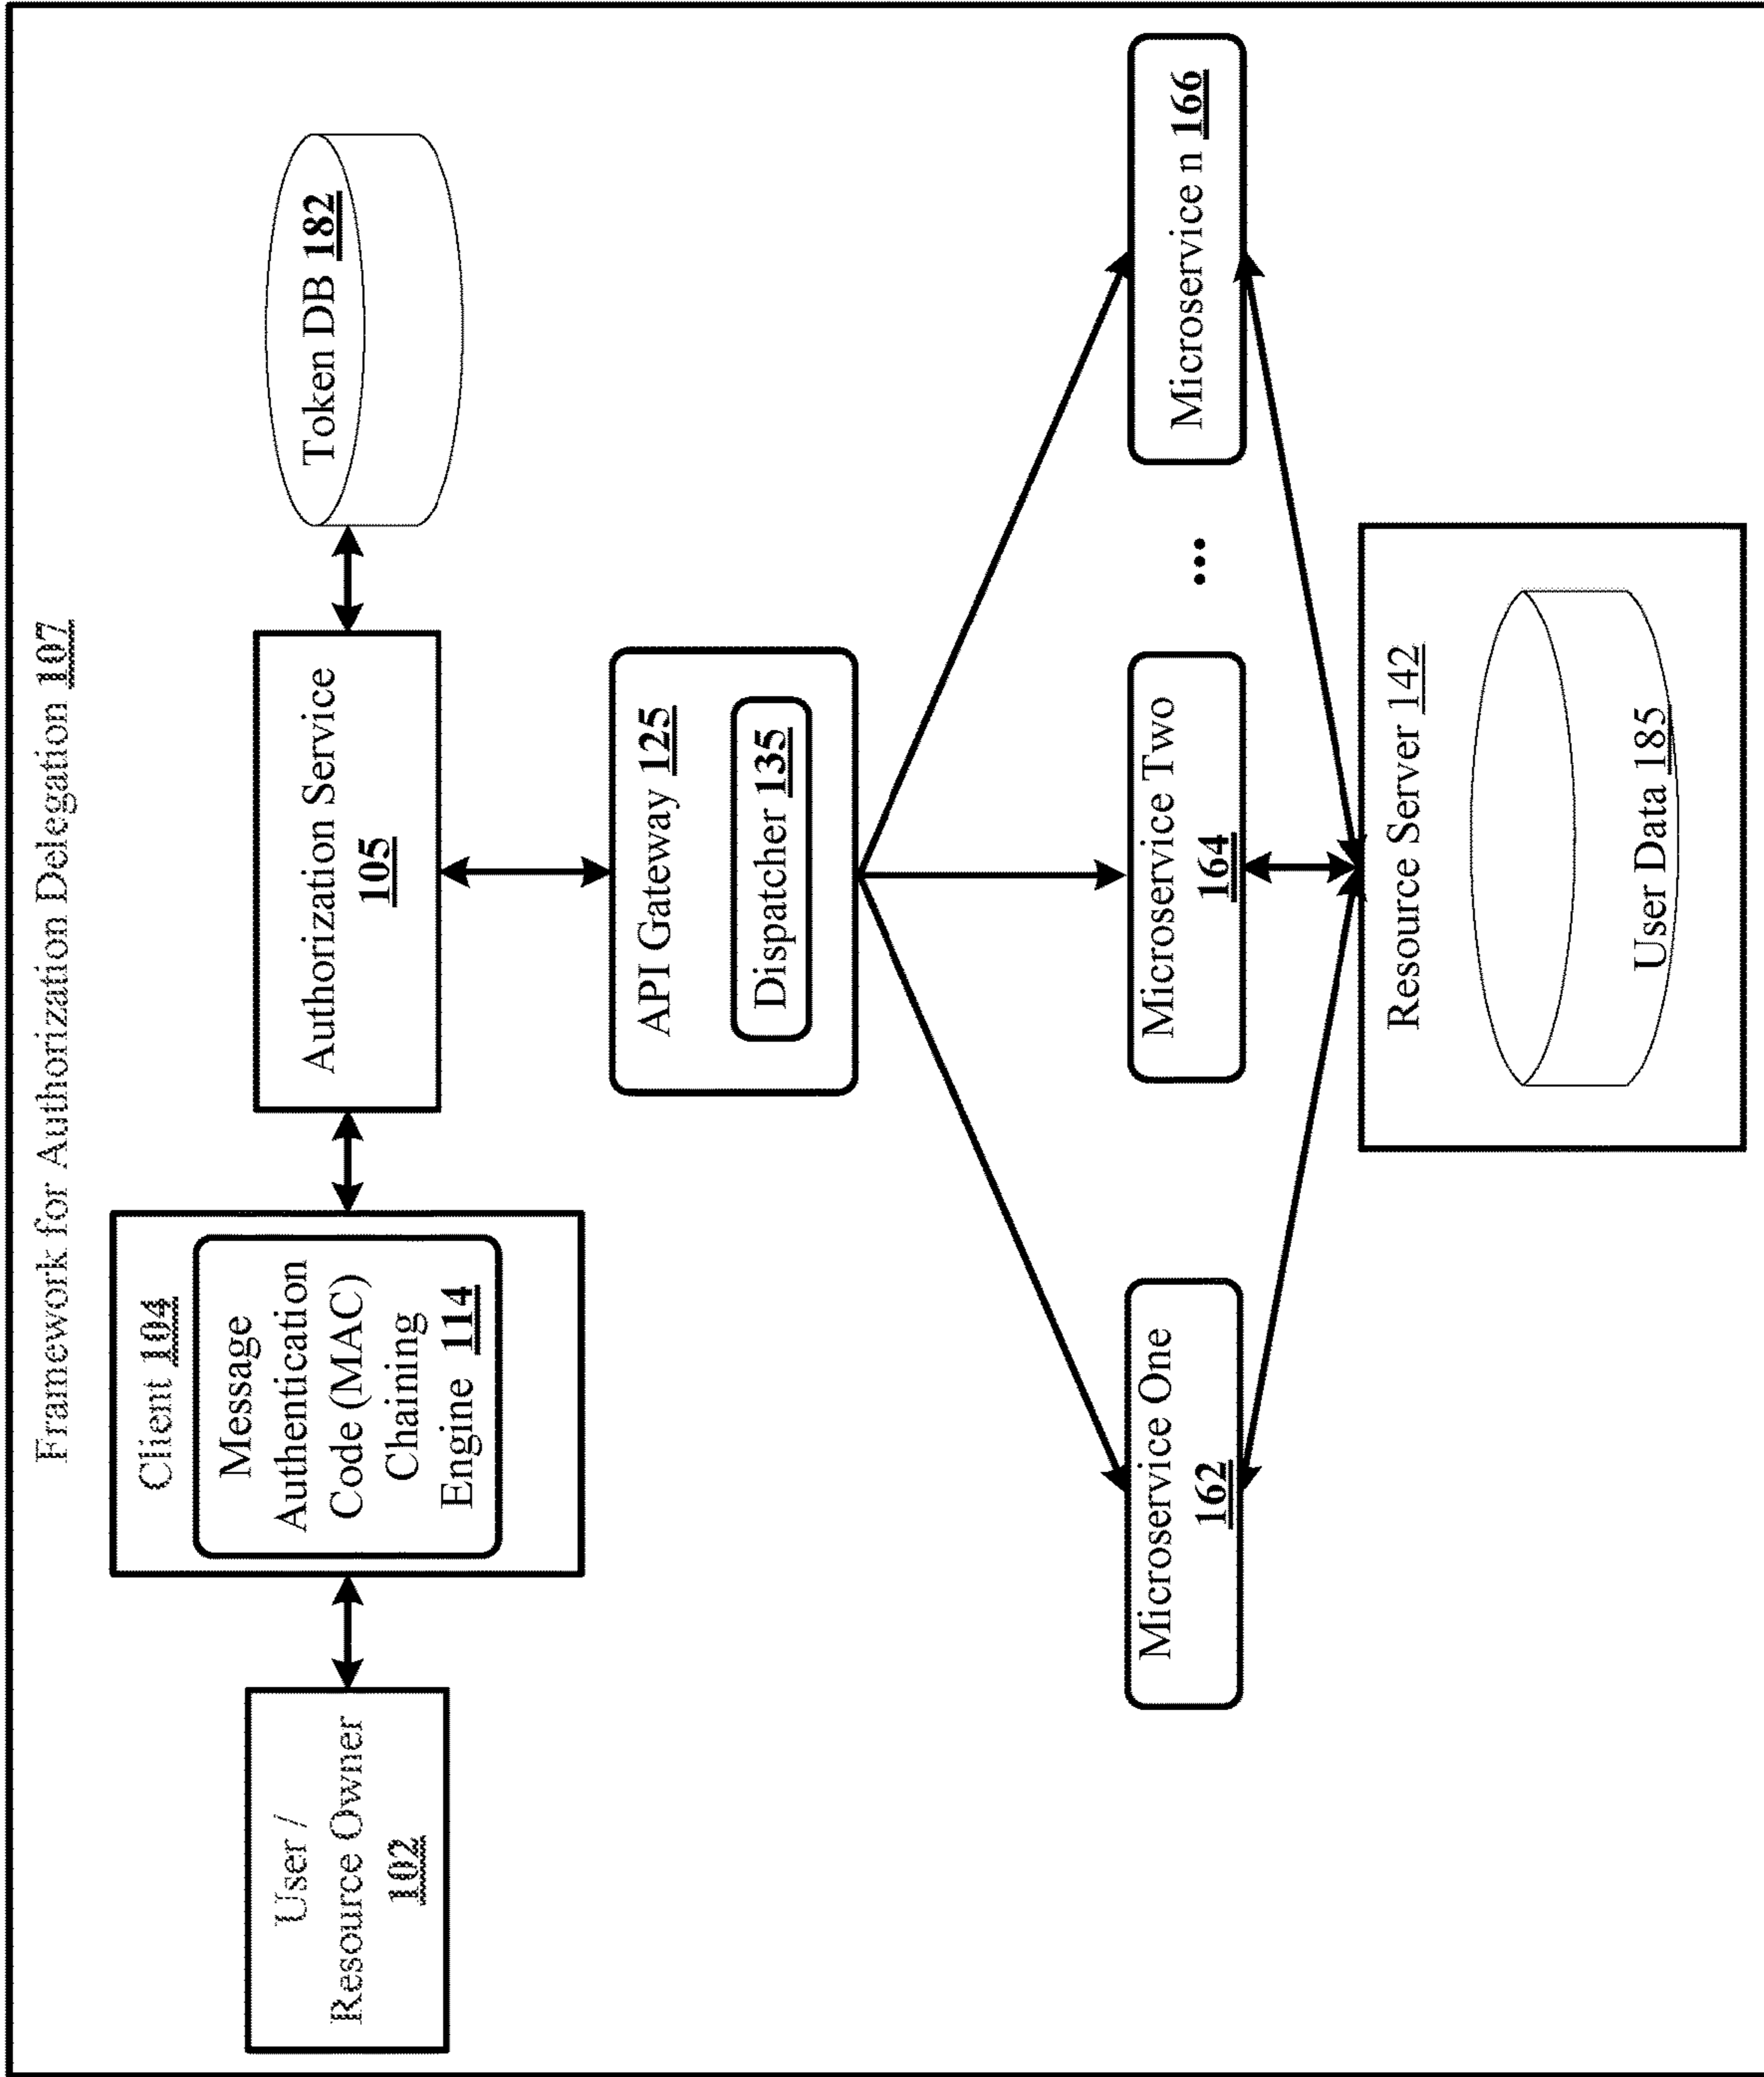 Framework for Authorization Delegation 107
User /
Resource Owner
102
Client 104
Message
Authentication
Code (MAC)
Chaining
Engine 114
Authorization Service
105
Token DB 182
API Gateway 125
Dispatcher 135
Microservice One
162
Microservice Two
164
...
Microservice n 166
Resource Server 142
User Data 185